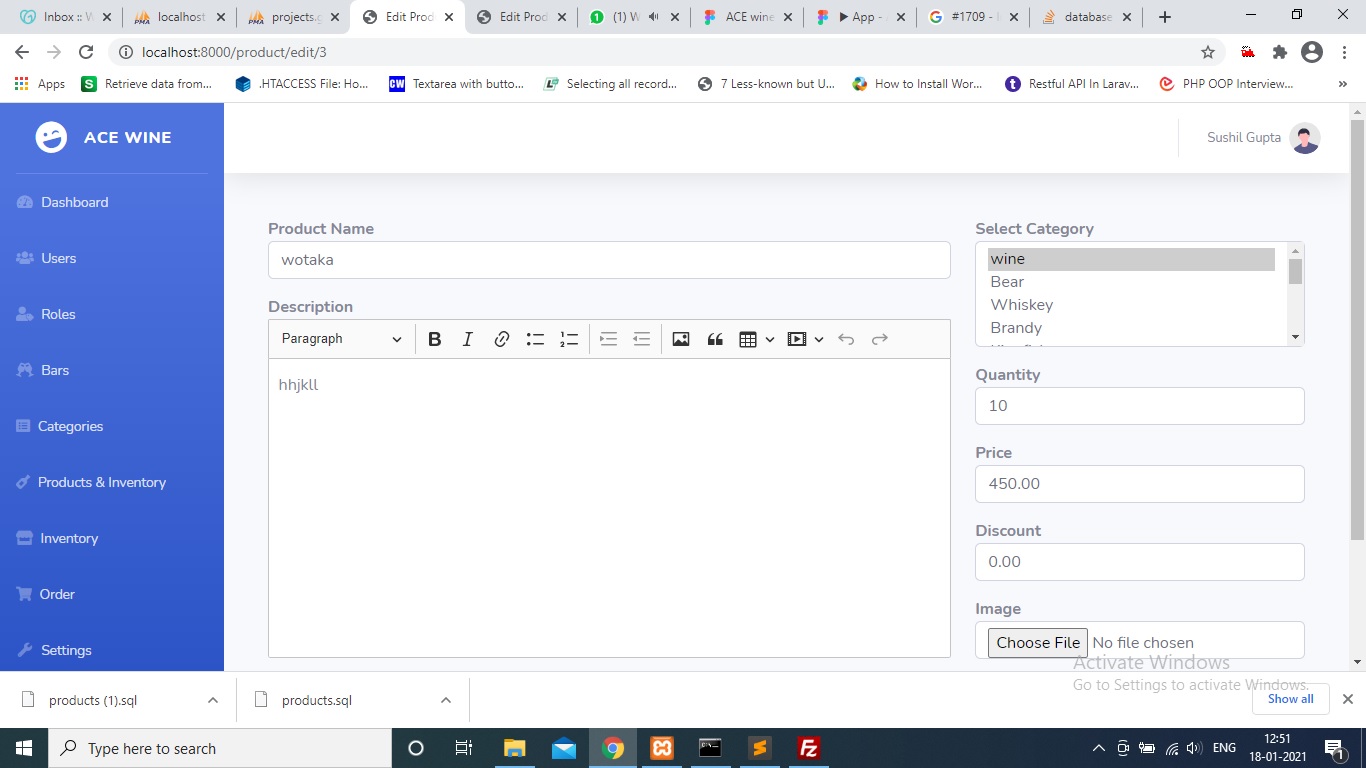 Inbox :: W
localhost
projects.g
Edit Prod
Edit Prod
(1) W
ACE wine
App -
#1709 - I
database
localhost:8000/product/edit/3
Apps
Retrieve data from...
.HTACCESS File: Ho...
CW
Textarea with butto...
Selecting all record...
7 Less-known but U...
How to Install Wor...
Restful API In Larav...
PHP OOP Interview...
ACE WINE
Sushil Gupta
Dashboard
Users
Roles
Bars
Categories
Products & Inventory
Inventory
Order
Settings
Product Name
wotaka
Description
Paragraph
hhjkll
Select Category
wine
Bear
Whiskey
Brandy
Quantity
10
Price
450.00
Discount
0.00
Image
Choose File No file chosen
Activate Windows
Go to Settings to activate Windows.
products (1).sql
products.sql
Show all
Type here to search
ENG
12:51
18-01-2021
1